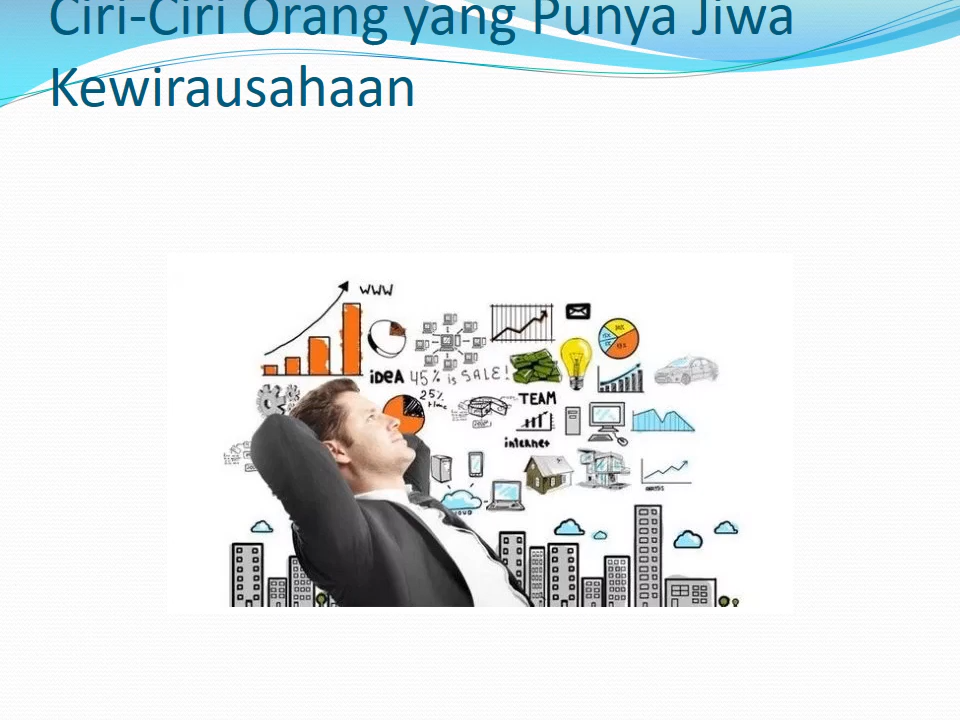 Ciri-Ciri Orang yang Punya Jiwa
Kewirausahaan
www
iDEA 45% is SALE!
25%
TEAM
internet